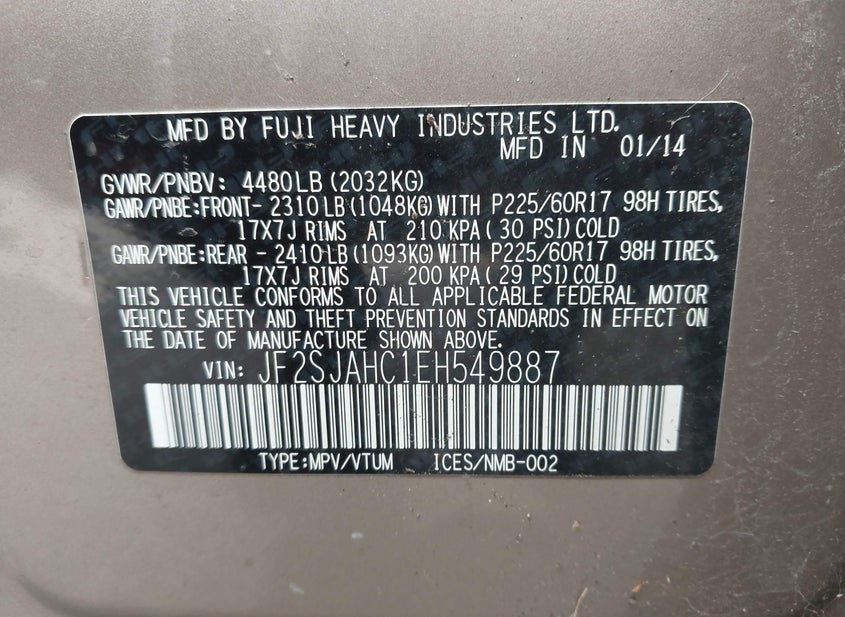 MFD BY FUJI HEAVY INDUSTRIES LTD.
MFD IN 01/14
GVWR/PNBV: 4480LB (2032KG)
GAWR/PNBE:FRONT- 2310LB (1048KG) WITH P225/60R17 98H TIRES,
17X7J RIMS AT 210 KPA ( 30 PSI) COLD
GAWR/PNBE:REAR - 2410LB (1093KG) WITH P225/60R17 98H TIRES,
17X7J RIMS AT 200 KPA ( 29 PSI) COLD
THIS VEHICLE CONFORMS TO ALL APPLICABLE FEDERAL MOTOR
VEHICLE SAFETY AND THEFT PREVENTION STANDARDS IN EFFECT ON
THE DATE OF MANUFACTURE SHOWN ABOVE.
VIN: JF2SJAHC1EH549887
TYPE:MPV/VTUM ICES/NMB-002